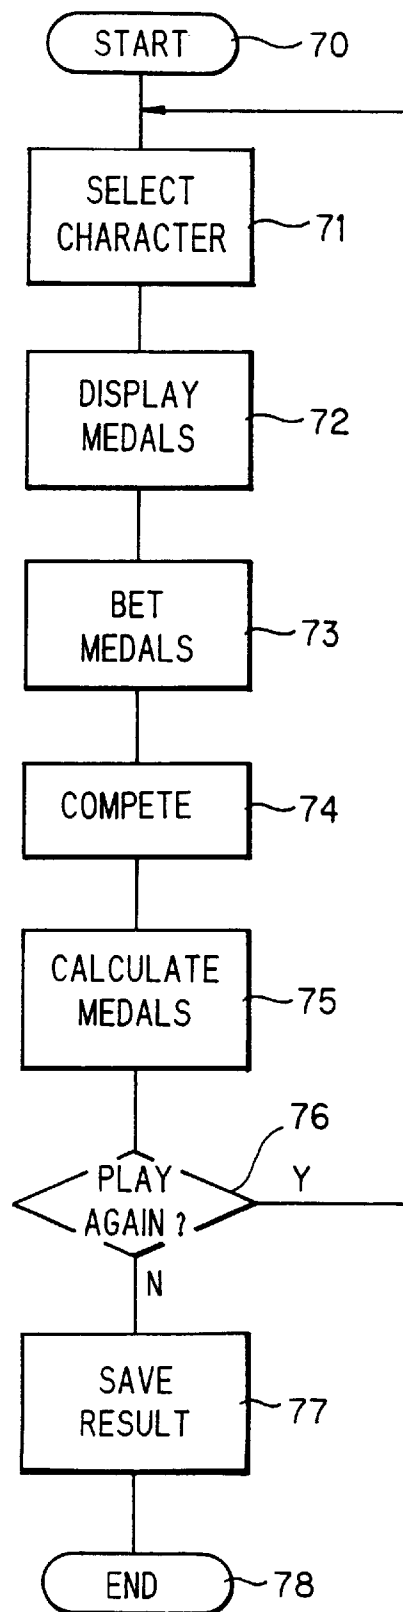 START
70
SELECT
CHARACTER
71
DISPLAY
MEDALS
72
BET
MEDALS
73
COMPETE
74
CALCULATE
MEDALS
75
76
PLAY
AGAIN?
Y
N
SAVE
RESULT
77
END
78